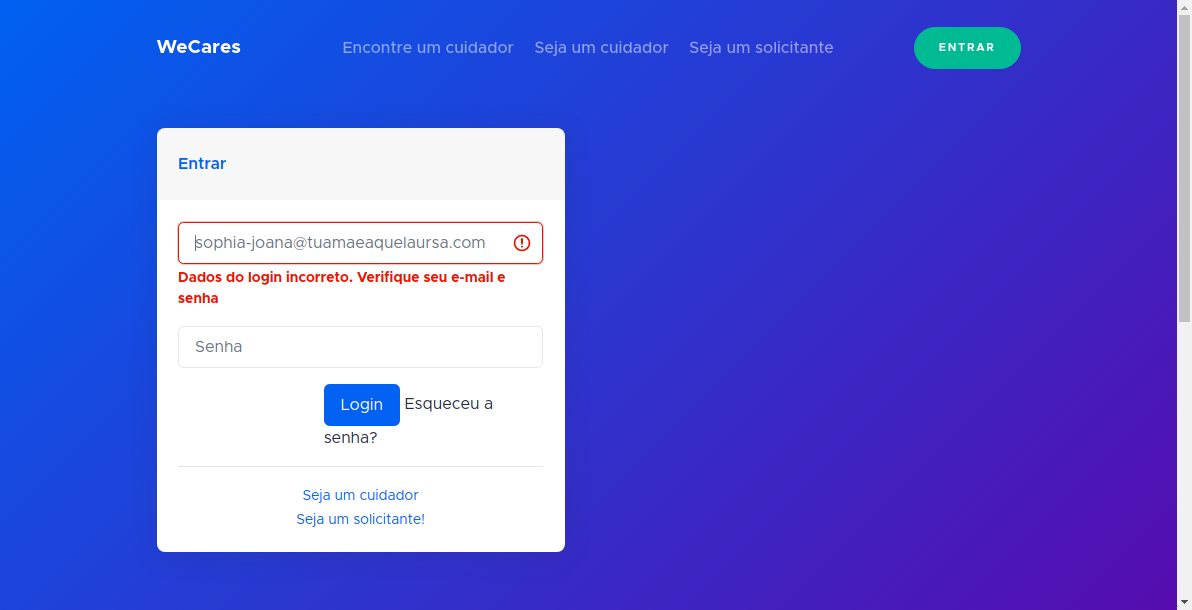 WeCares
Encontre um cuidador
Seja um cuidador
Seja um solicitante
ENTRAR
Entrar
sophia-joana@tuamaeaquelaursa.com
Dados do login incorreto. Verifique seu e-mail e
senha
Senha
Login Esqueceu a
senha?
Seja um cuidador
Seja um solicitante!